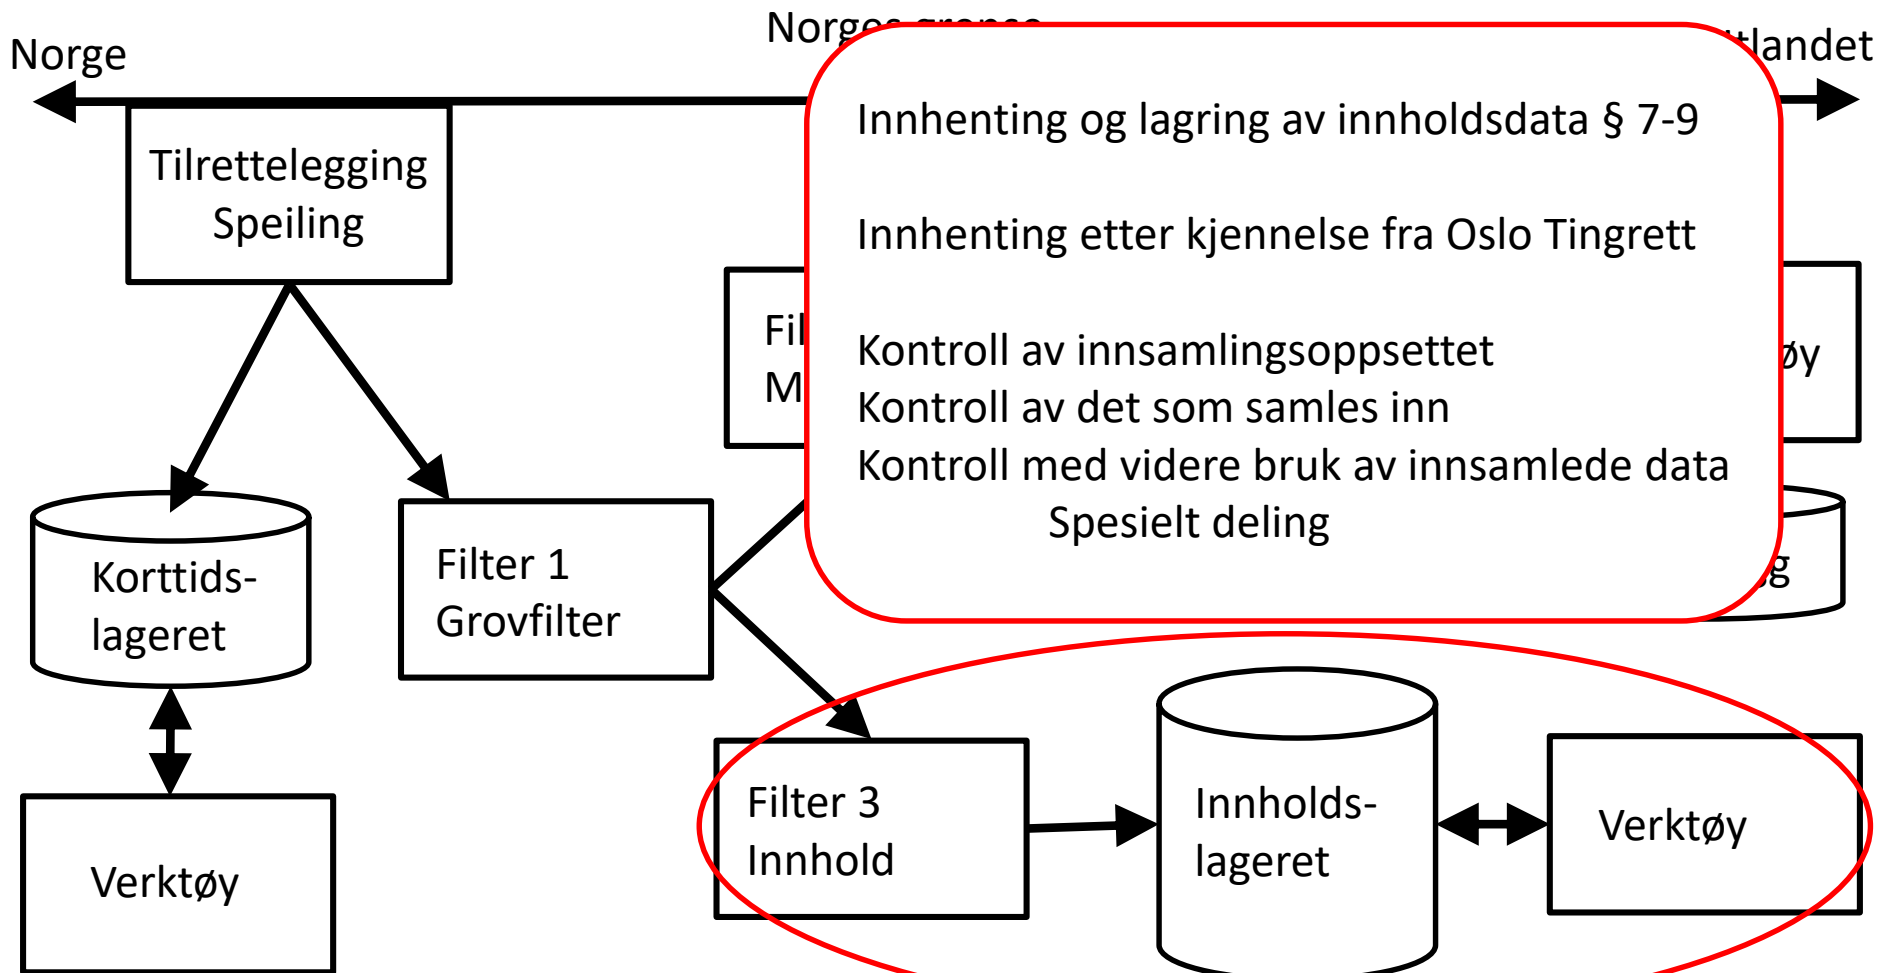 Norge
Norges grense
Tilrettelegging
Speiling
Innhenting og lagring av innholdsdata § 7-9
Innhenting etter kjennelse fra Oslo Tingrett
Kontroll av innsamlingsoppsettet
Kontroll av det som samles inn
Kontroll med videre bruk av innsamlede data
Spesielt deling
Korttids-
lageret
Filter 1
Grovfilter
Filter 3
Innhold
Innholds-
lageret
Verktøy
Verktøy